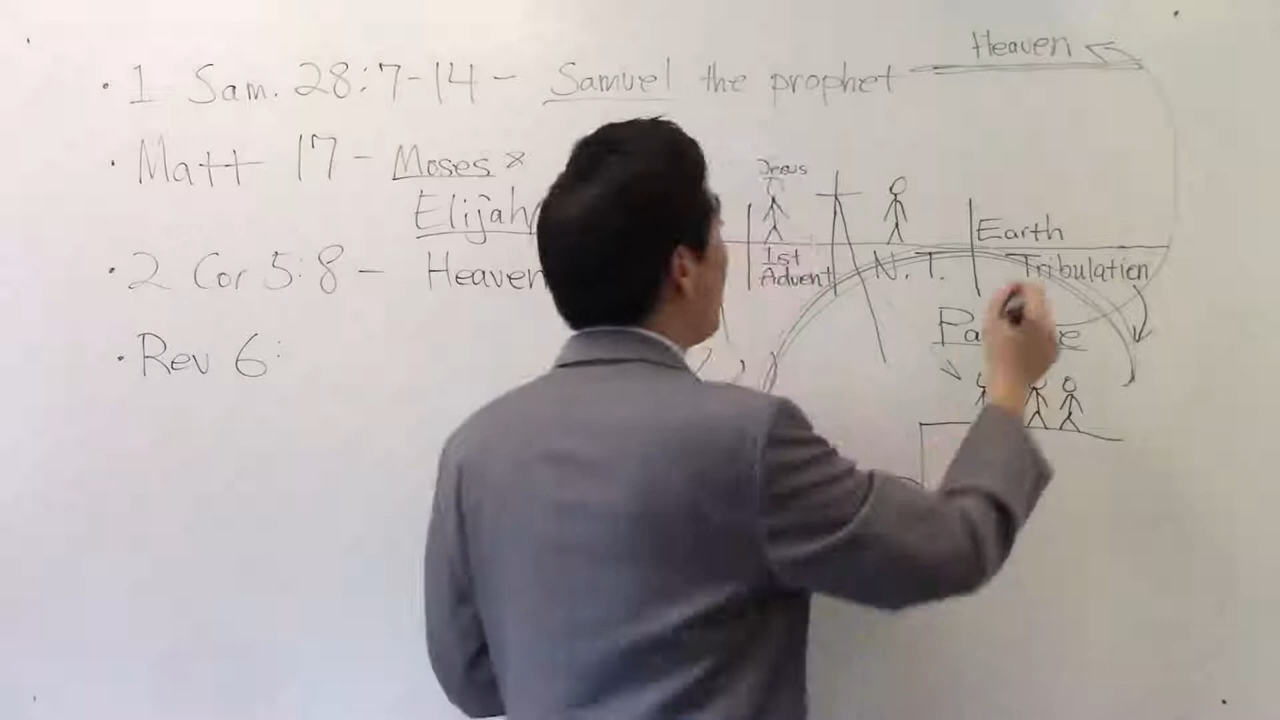 · 1 Sam. 28:7-14 - Samuel the prophet
· Matt 17 - Moses
Elijah
· 2 Cor 5:8 - Heaven
· Rev 6:
Heaven
Jesus
1st
Advent
N.T.
Earth
Tribulation